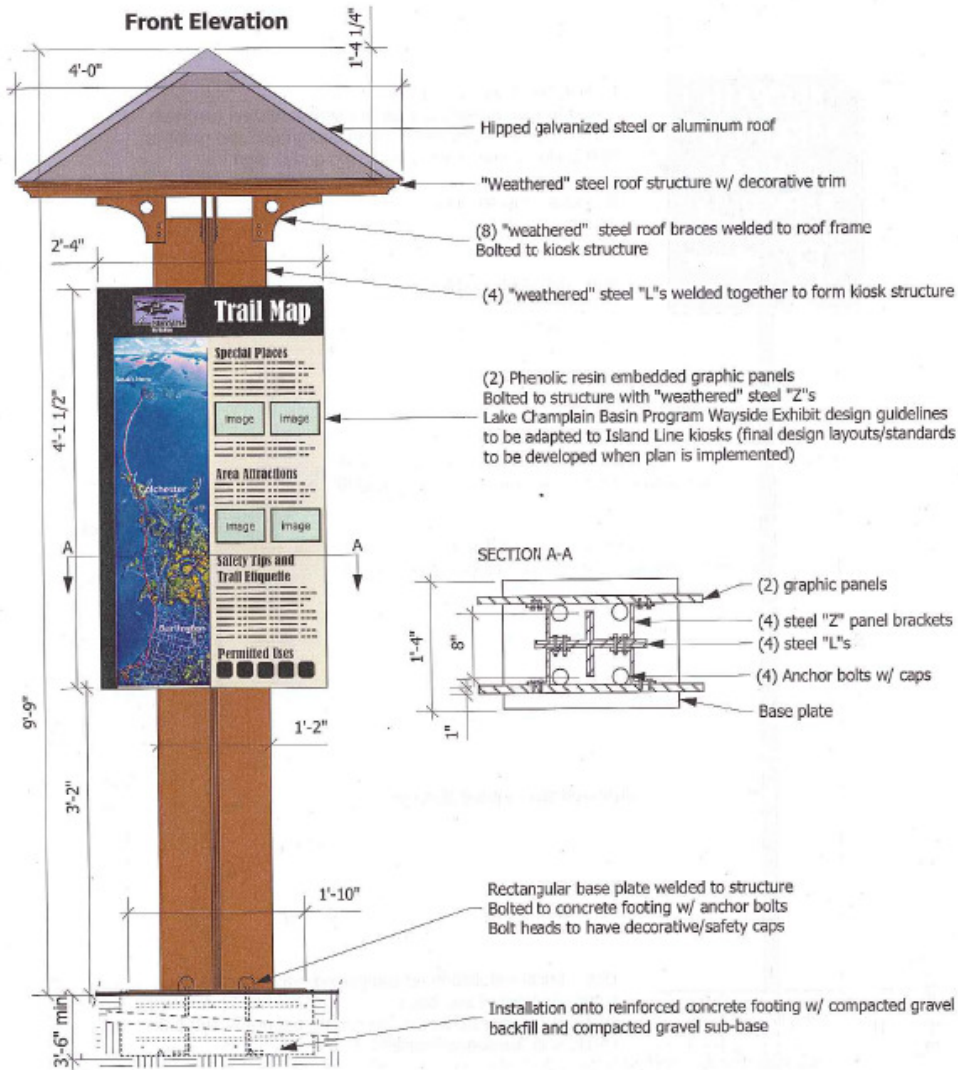 Front Elevation
1'-4 1/4"
4'-0"
Hipped galvanized steel or aluminum roof
"Weathered" steel roof structure w/ decorative trim
(8) "weathered" steel roof braces welded to roof frame
Bolted to kiosk structure
2'-4"
(4) "weathered" steel "L"s welded together to form kiosk structure
Trail Map
Special Places
(2) Phenolic resin embedded graphic panels
Bolted to structure with "weathered" steel "Z"s
Lake Champlain Basin Program Wayside Exhibit design guidelines
to be adapted to Island Line kiosks (final design layouts/standards
to be developed when plan is implemented)
Image Image
4'-1 1/2"
Area Attractions
Colchester
Image Image
A A
Safety Tips and
Trail Etiquette
Burlington
Permitted Uses
SECTION A-A
(2) graphic panels
(4) steel "Z" panel brackets
(4) steel "L"s
(4) Anchor bolts w/ caps
Base plate
1'-4"
8"
1"
9'-9"
1'-2"
3'-2"
1'-10"
Rectangular base plate welded to structure
Bolted to concrete footing w/ anchor bolts
Bolt heads to have decorative/safety caps
3'-6" min
Installation onto reinforced concrete footing w/ compacted gravel
backfill and compacted gravel sub-base